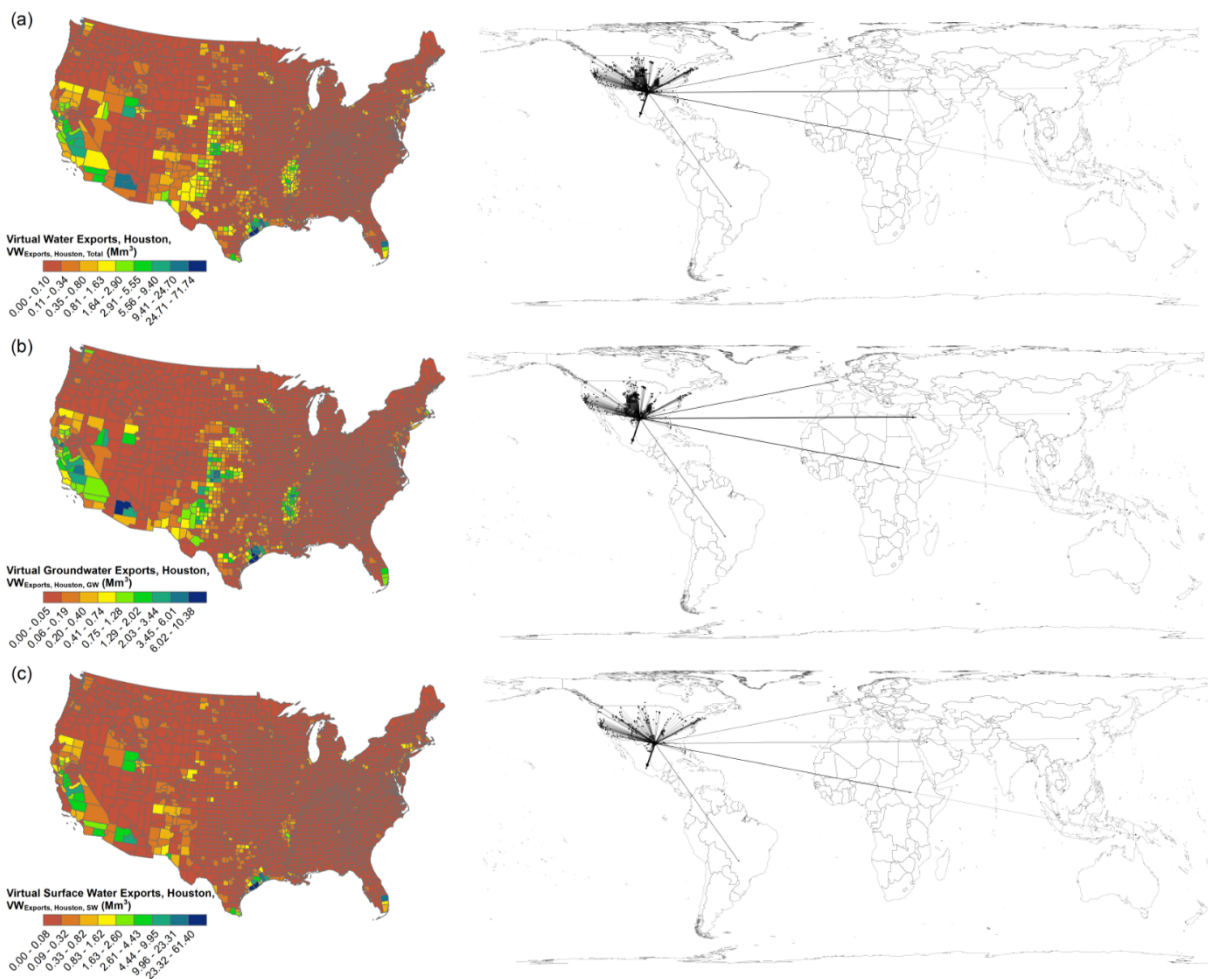 (a)
Virtual Water Exports, Houston,
VWExports, Houston, Total (Mm³)
0.00 - 0.10
0.11 - 0.34
0.35 - 0.80
0.81 - 1.63
1.64 - 2.90
2.91 - 5.55
5.56 - 9.40
9.41 - 24.70
24.71 - 71.74
(b)
Virtual Groundwater Exports, Houston,
VWExports, Houston, GW (Mm³)
0.00 - 0.05
0.06 - 0.19
0.20 - 0.40
0.41 - 0.74
0.75 - 1.28
1.29 - 2.02
2.03 - 3.44
3.45 - 6.01
6.02 - 10.38
(c)
Virtual Surface Water Exports, Houston,
VWExports, Houston, SW (Mm³)
0.00 - 0.08
0.09 - 0.32
0.33 - 0.82
0.83 - 1.62
1.63 - 2.60
2.61 - 4.43
4.44 - 9.95
9.96 - 23.31
23.32 - 61.40